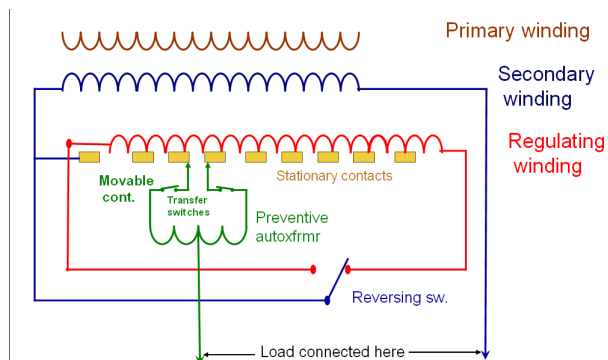 Primary winding
Secondary
winding
Regulating
winding
Movable
cont.
Stationary contacts
Transfer
switches
Preventive
autoxfrmr
Reversing sw.
Load connected here